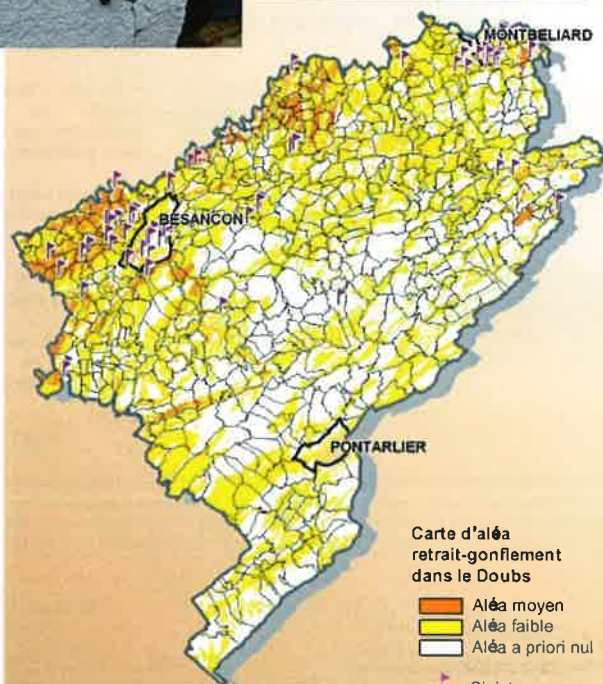 MONTBELIARD
BESANCON
PONTARLIER
Carte d'aléa
retrait-gonflement
dans le Doubs
Aléa moyen
Aléa faible
Aléa a priori nul